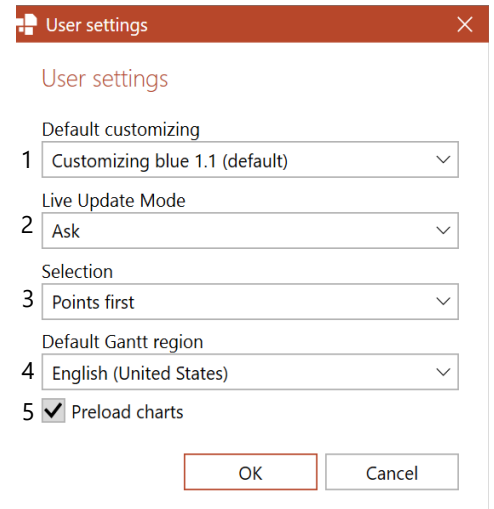 User settings
User settings
Default customizing
1 Customizing blue 1.1 (default)
Live Update Mode
2 Ask
Selection
3 Points first
Default Gantt region
4 English (United States)
5 Preload charts
OK Cancel